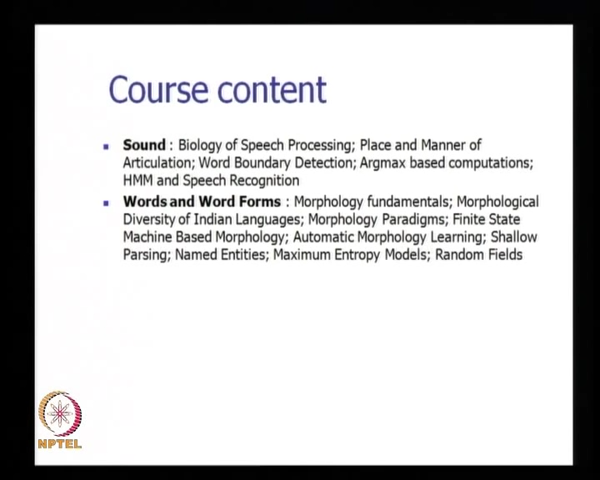 Course content
Sound : Biology of Speech Processing; Place and Manner of
Articulation; Word Boundary Detection; Argmax based computations;
HMM and Speech Recognition
Words and Word Forms : Morphology fundamentals; Morphological
Diversity of Indian Languages; Morphology Paradigms; Finite State
Machine Based Morphology; Automatic Morphology Learning; Shallow
Parsing; Named Entities; Maximum Entropy Models; Random Fields
NPTEL